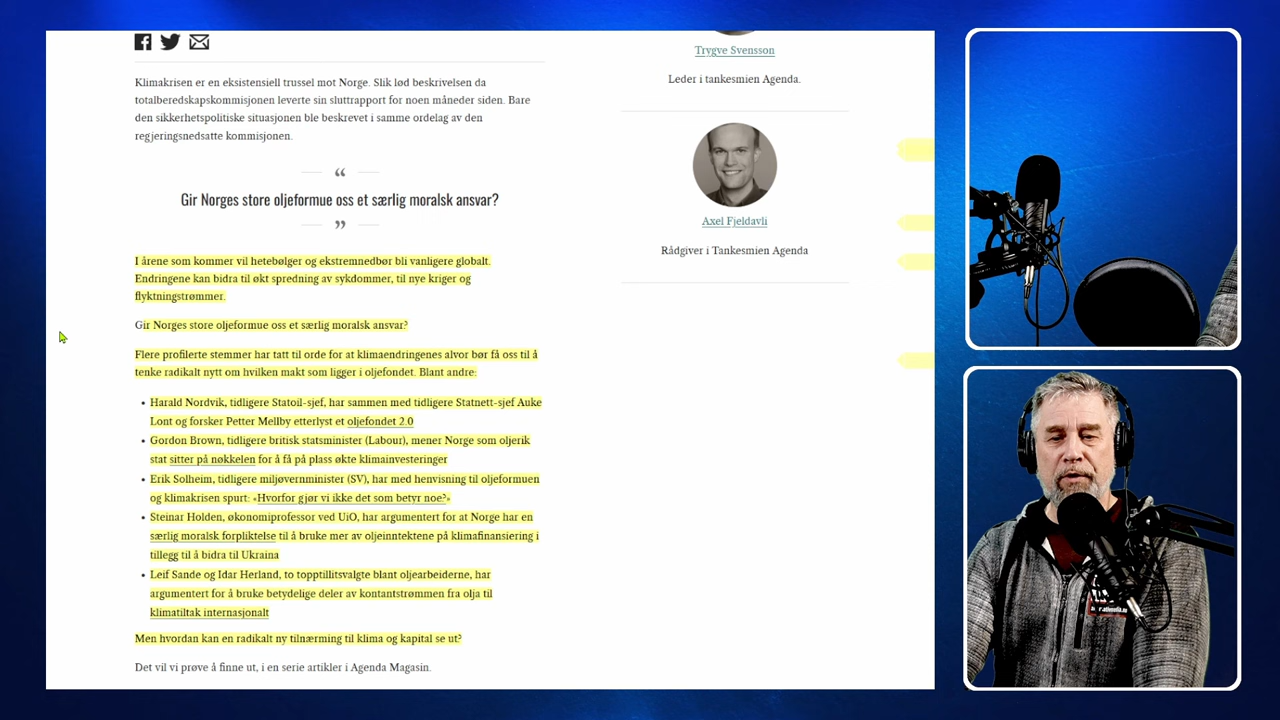 Klimakrisen er en eksistensiell trussel mot Norge. Slik lød beskrivelsen da
totalberedskapskommisjonen leverte sin sluttrapport for noen måneder siden. Bare
den sikkerhetspolitiske situasjonen ble beskrevet i samme ordelag av den
regjeringsnedsatte kommisjonen.
“
Gir Norges store oljeformue oss et særlig moralsk ansvar?
”
I årene som kommer vil hetebølger og ekstremnedbør bli vanligere globalt.
Endringene kan bidra til økt spredning av sykdommer, til nye kriger og
flyktningstrømmer.
Gir Norges store oljeformue oss et særlig moralsk ansvar?
Flere profilerte stemmer har tatt til orde for at klimaendringenes alvor bør få oss til å
tenke radikalt nytt om hvilken makt som ligger i oljefondet. Blant andre:
• Harald Nordvik, tidligere Statoil-sjef, har sammen med tidligere Statnett-sjef Auke
Lont og forsker Petter Mellby etterlyst et oljefondet 2.0
• Gordon Brown, tidligere britisk statsminister (Labour), mener Norge som oljerik
stat sitter på nøkkelen for å få på plass økte klimainvesteringer
• Erik Solheim, tidligere miljøvernminister (SV), har med henvisning til oljeformuen
og klimakrisen spurt: «Hvorfor gjør vi ikke det som betyr noe?»
• Steinar Holden, økonomiprofessor ved UiO, har argumentert for at Norge har en
særlig moralsk forpliktelse til å bruke mer av oljeinntektene på klimafinansiering i
tillegg til å bidra til Ukraina
• Leif Sande og Idar Herland, to topptillitsvalgte blant oljearbeiderne, har
argumentert for å bruke betydelige deler av kontantstrømmen fra olja til
klimatiltak internasjonalt
Men hvordan kan en radikalt ny tilnærming til klima og kapital se ut?
Det vil vi prøve å finne ut, i en serie artikler i Agenda Magasin.
Trygve Svensson
Leder i tankesmien Agenda.
Axel Fjeldavli
Rådgiver i Tankesmien Agenda